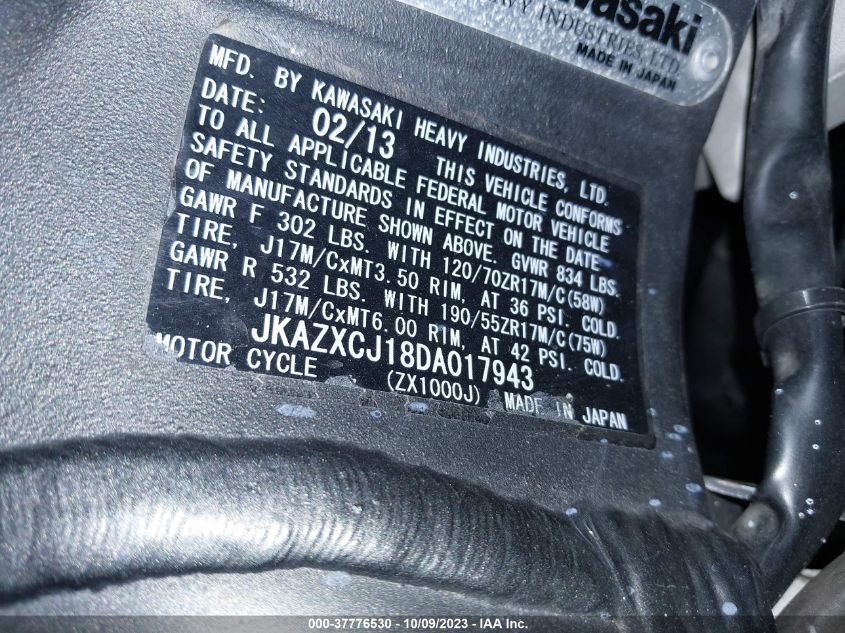 Kawasaki
HEAVY INDUSTRIES, LTD.
MADE IN JAPAN
MFD. BY KAWASAKI HEAVY INDUSTRIES, LTD.
DATE: 02/13 THIS VEHICLE CONFORMS
TO ALL APPLICABLE FEDERAL MOTOR VEHICLE
SAFETY STANDARDS IN EFFECT ON THE DATE
OF MANUFACTURE SHOWN ABOVE. GVWR 834 LBS.
GAWR F 302 LBS. WITH 120/70ZR17M/C(58W)
TIRE, J17M/CxMT3.50 RIM, AT 36 PSI. COLD.
GAWR R 532 LBS. WITH 190/55ZR17M/C(75W)
TIRE, J17M/CxMT6.00 RIM, AT 42 PSI. COLD.
JKAZXCJ18DA017943
MOTOR CYCLE (ZX1000J) MADE IN JAPAN
000-37776530 - 10/09/2023 - IAA Inc.